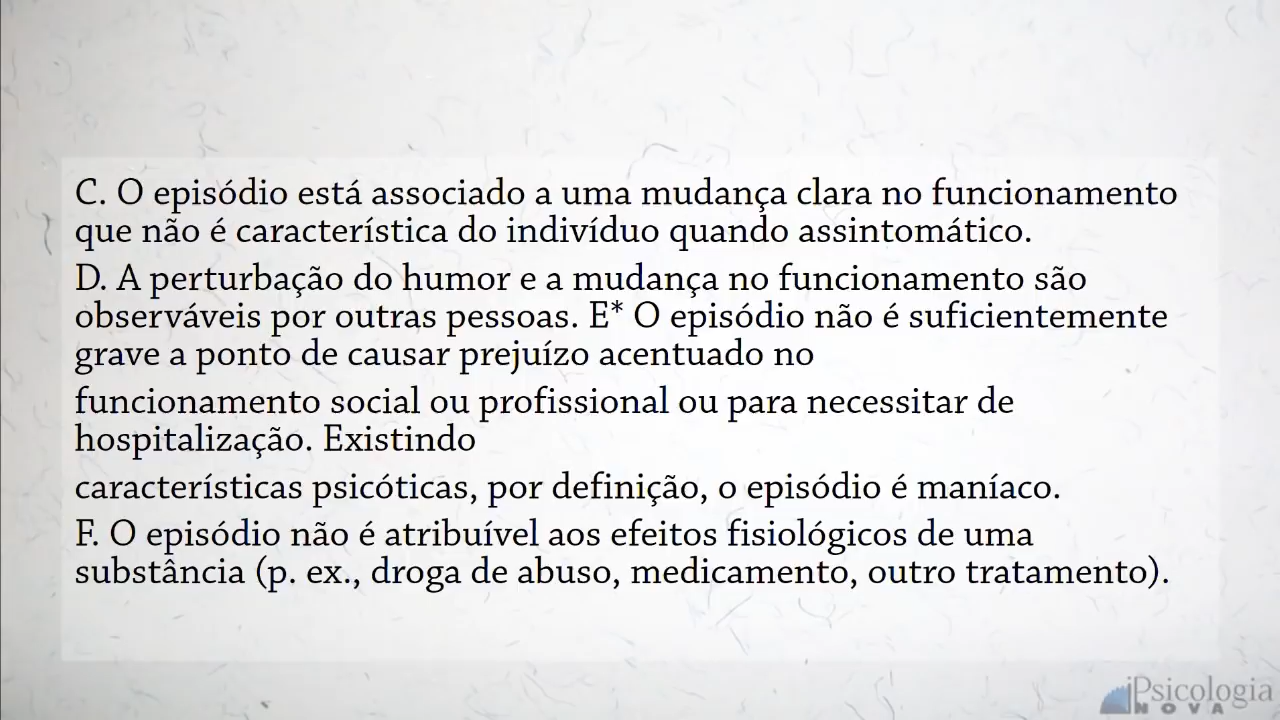 C. O episódio está associado a uma mudança clara no funcionamento
que não é característica do indivíduo quando assintomático.
D. A perturbação do humor e a mudança no funcionamento são
observáveis por outras pessoas. E* O episódio não é suficientemente
grave a ponto de causar prejuízo acentuado no
funcionamento social ou profissional ou para necessitar de
hospitalização. Existindo
características psicóticas, por definição, o episódio é maníaco.
F. O episódio não é atribuível aos efeitos fisiológicos de uma
substância (p. ex., droga de abuso, medicamento, outro tratamento).
Psicologia
NOVA